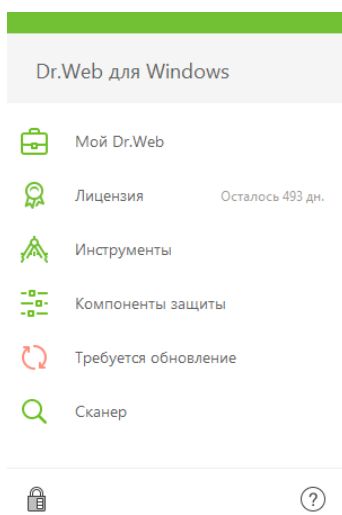 Dr.Web для Windows
Мой Dr.Web
Лицензия Осталось 493 дн.
Инструменты
Компоненты защиты
Требуется обновление
Сканер
?